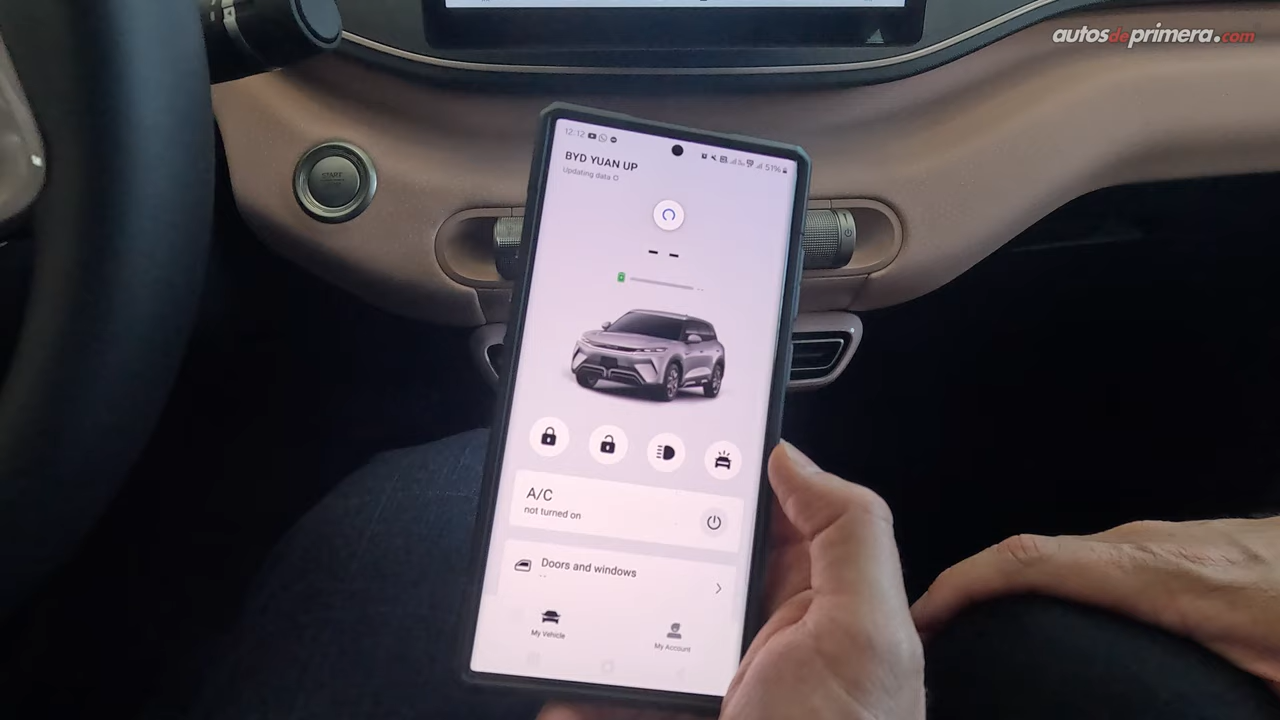 autosdeprimera.com
START
12:12
51%
BYD YUAN UP
Updating data
A/C
not turned on
Doors and windows
My Vehicle
My Account